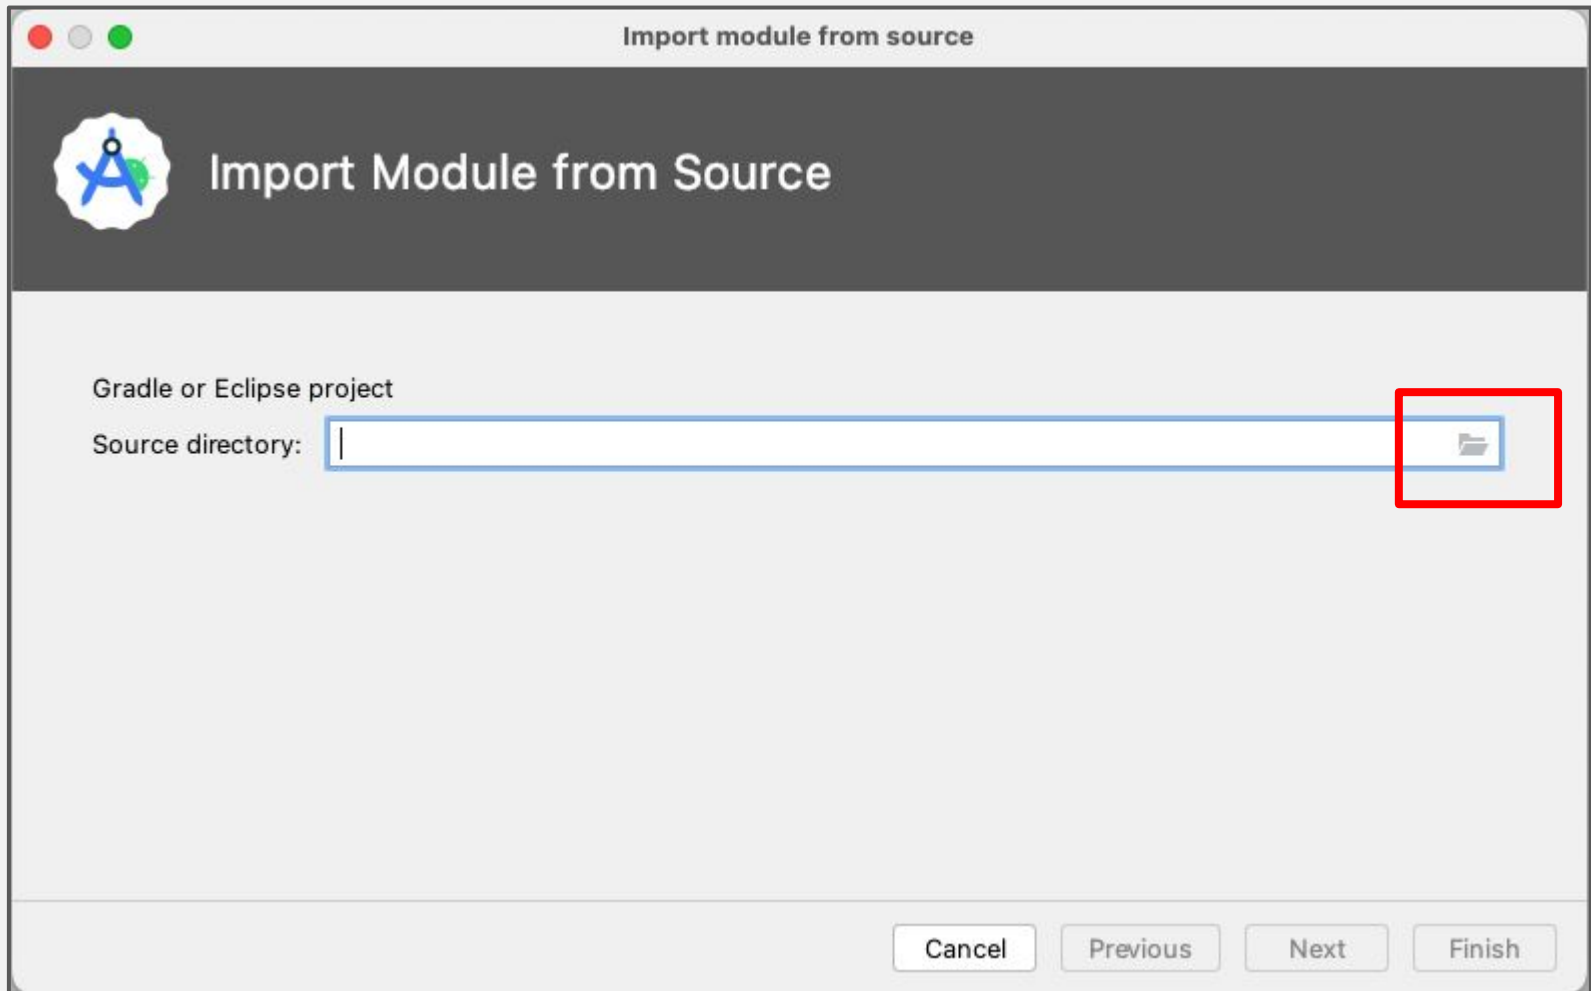 Import module from source
Import Module from Source
Gradle or Eclipse project
Source directory:
Cancel Previous Next Finish